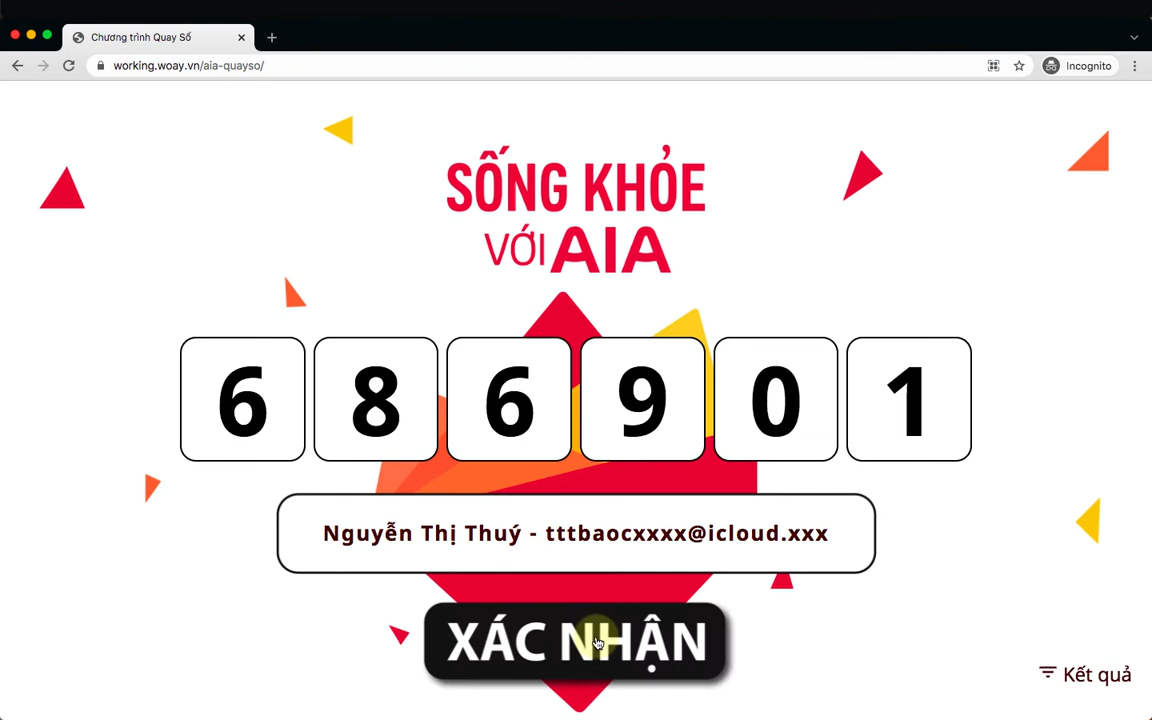 Chương trình Quay Số
working.woay.vn/aia-quayso/
Incognito
SỐNG KHỎE
VỚI AIA
6 8 6 9 0 1
Nguyễn Thị Thuý - tttbaocxxxx@icloud.xxx
XÁC NHẬN
Kết quả